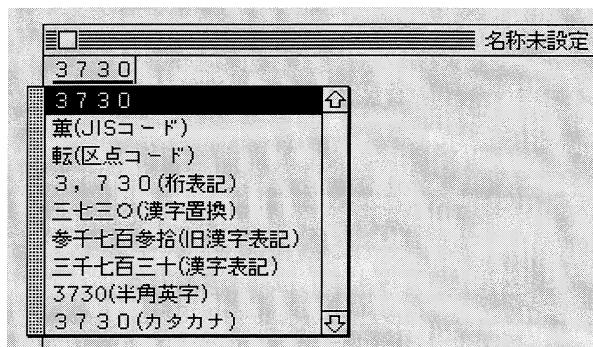 名称未設定
３７３０
３７３０
薫(JISコード)
転(区点コード)
３，７３０(桁表記)
三七三〇(漢字置換)
参千七百参拾(旧漢字表記)
三千七百三十(漢字表記)
3730(半角英字)
３７３０(カタカナ)